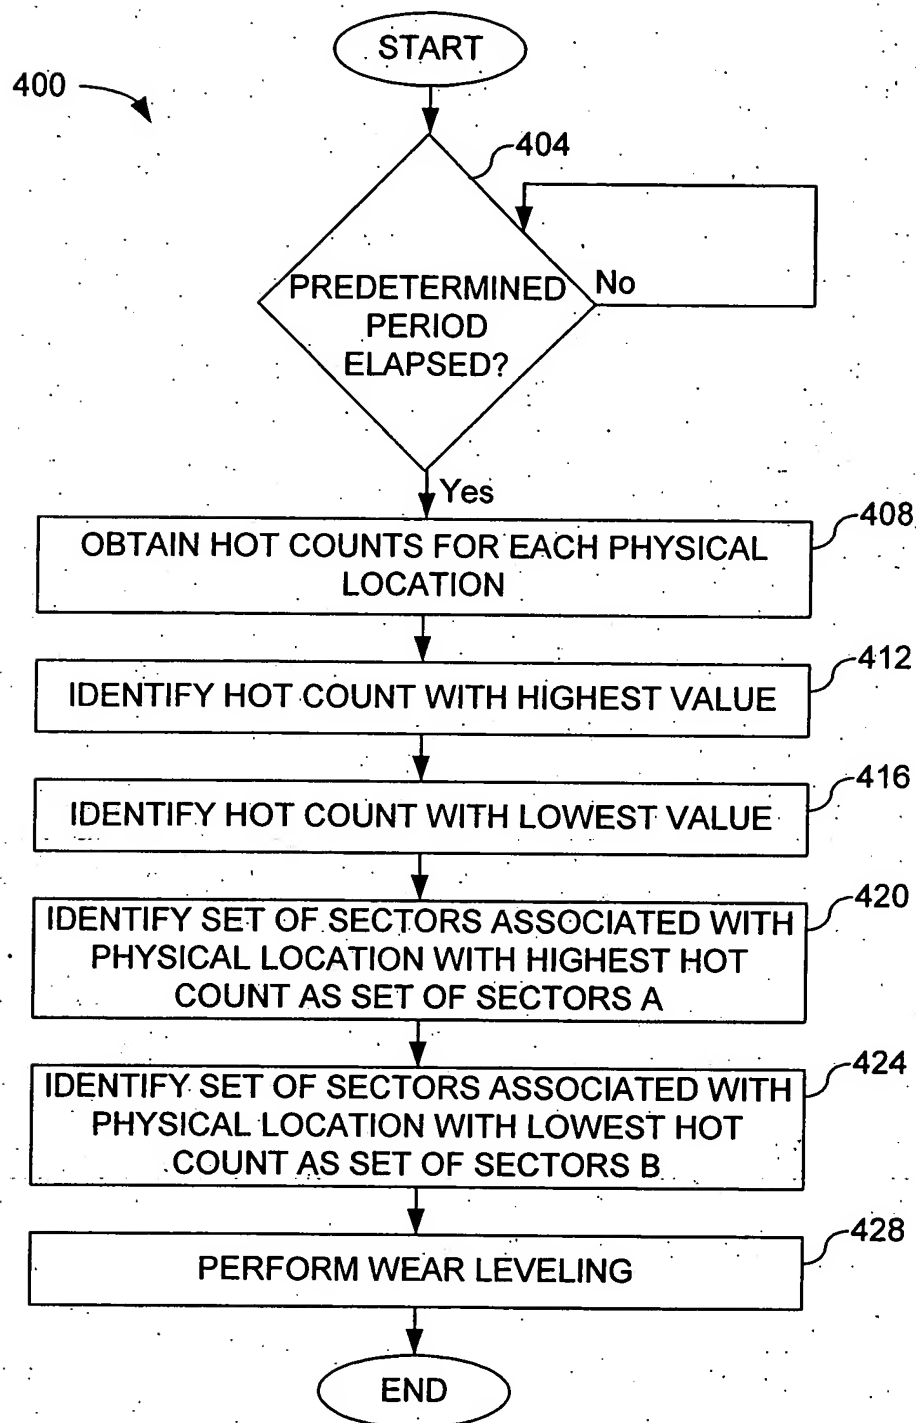 START
400
404
PREDETERMINED
PERIOD
ELAPSED?
No
Yes
408
OBTAIN HOT COUNTS FOR EACH PHYSICAL
LOCATION
412
IDENTIFY HOT COUNT WITH HIGHEST VALUE
416
IDENTIFY HOT COUNT WITH LOWEST VALUE
420
IDENTIFY SET OF SECTORS ASSOCIATED WITH
PHYSICAL LOCATION WITH HIGHEST HOT
COUNT AS SET OF SECTORS A
424
IDENTIFY SET OF SECTORS ASSOCIATED WITH
PHYSICAL LOCATION WITH LOWEST HOT
COUNT AS SET OF SECTORS B
428
PERFORM WEAR LEVELING
END